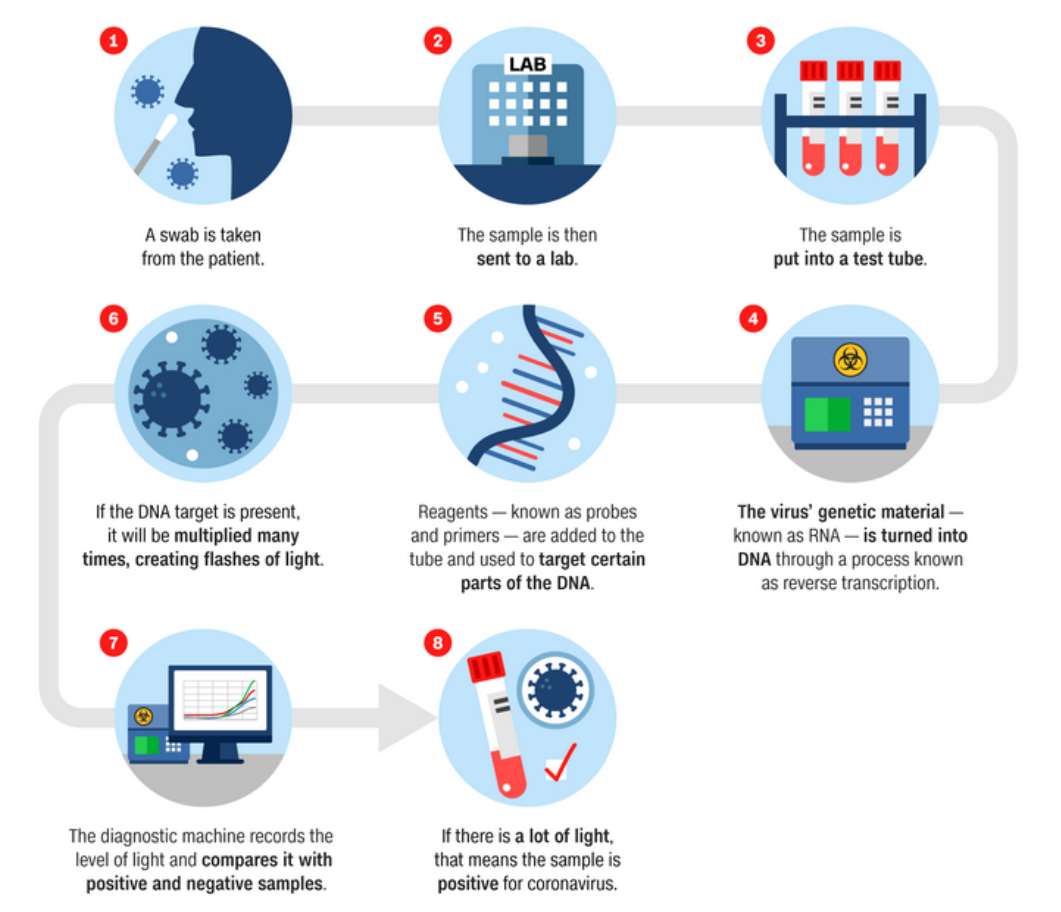 1
A swab is taken
from the patient.
2
LAB
The sample is then
sent to a lab.
3
The sample is
put into a test tube.
4
The virus' genetic material —
known as RNA — is turned into
DNA through a process known
as reverse transcription.
5
Reagents — known as probes
and primers — are added to the
tube and used to target certain
parts of the DNA.
6
If the DNA target is present,
it will be multiplied many
times, creating flashes of light.
7
The diagnostic machine records the
level of light and compares it with
positive and negative samples.
8
If there is a lot of light,
that means the sample is
positive for coronavirus.